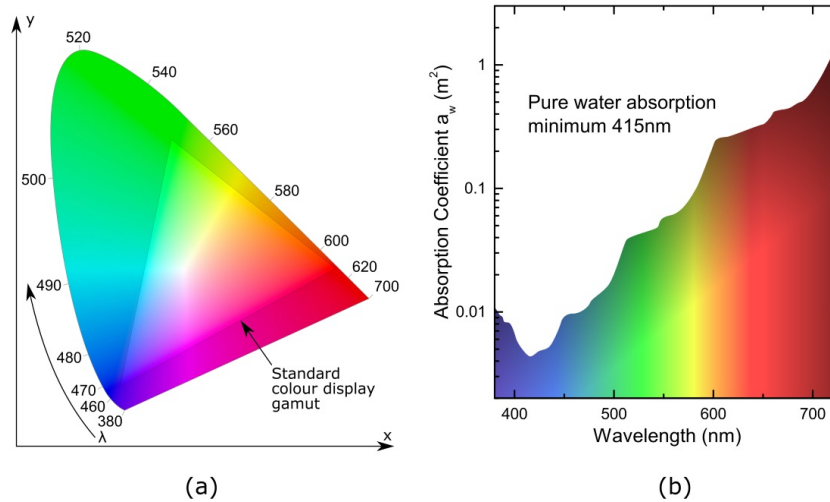 y
520
540
560
500
580
600
620
700
490
480
470
460
380
λ
x
Standard
colour display
gamut
(a)
(b)
Absorption Coefficient a_w (m²)
1
0.1
0.01
Pure water absorption
minimum 415nm
400
500
600
700
Wavelength (nm)